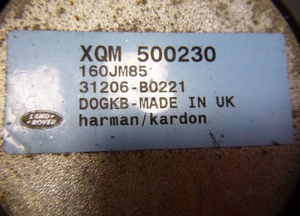 XQM 500230
160JM85
31206-B0221
DOGKB-MADE IN UK
LAND ROVER
harman/kardon